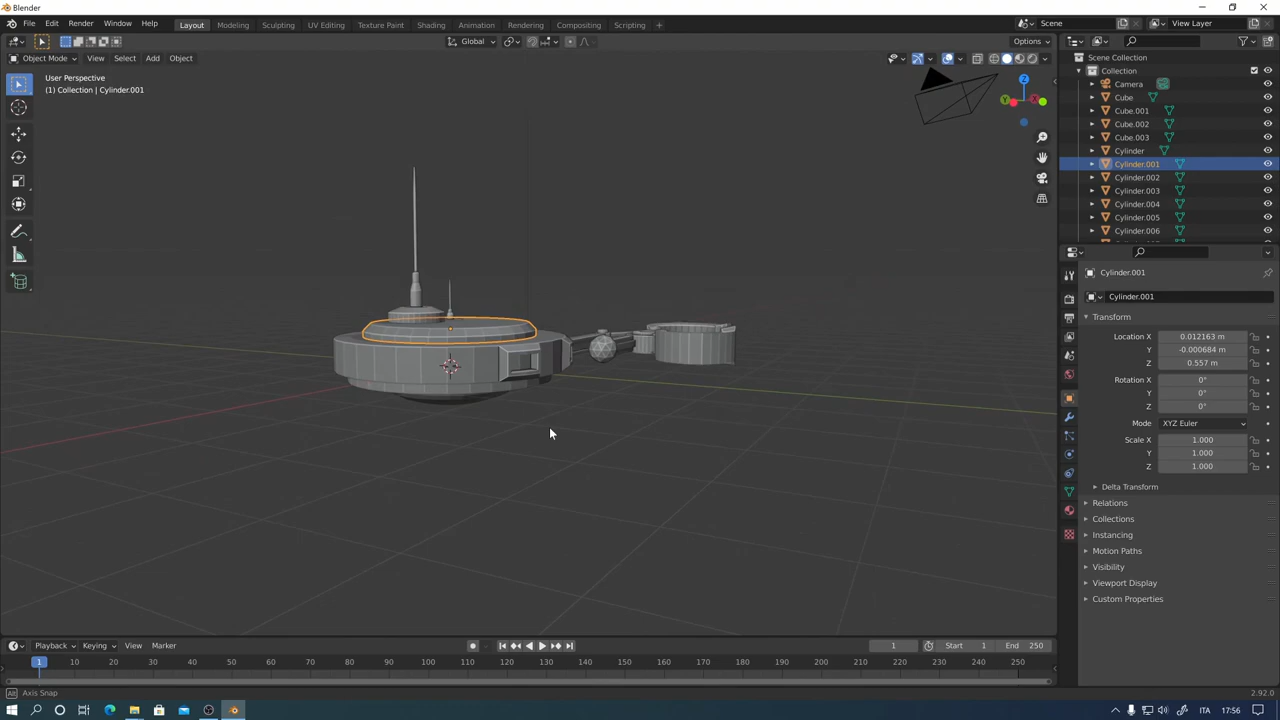 Blender
File Edit Render Window Help Layout Modeling Sculpting UV Editing Texture Paint Shading Animation Rendering Compositing Scripting + Scene View Layer
Global Options
Object Mode View Select Add Object
User Perspective
(1) Collection | Cylinder.001
Z
Y
X
Scene Collection
Collection
Camera
Cube
Cube.001
Cube.002
Cube.003
Cylinder
Cylinder.001
Cylinder.002
Cylinder.003
Cylinder.004
Cylinder.005
Cylinder.006
Cylinder.001
Cylinder.001
Transform
Location X 0.012163 m
Y -0.000684 m
Z 0.557 m
Rotation X 0°
Y 0°
Z 0°
Mode XYZ Euler
Scale X 1.000
Y 1.000
Z 1.000
Delta Transform
Relations
Collections
Instancing
Motion Paths
Visibility
Viewport Display
Custom Properties
Playback Keying View Marker 1 Start 1 End 250
1 10 20 30 40 50 60 70 80 90 100 110 120 130 140 150 160 170 180 190 200 210 220 230 240 250
Alt Axis Snap 2.92.0
ITA 17:56